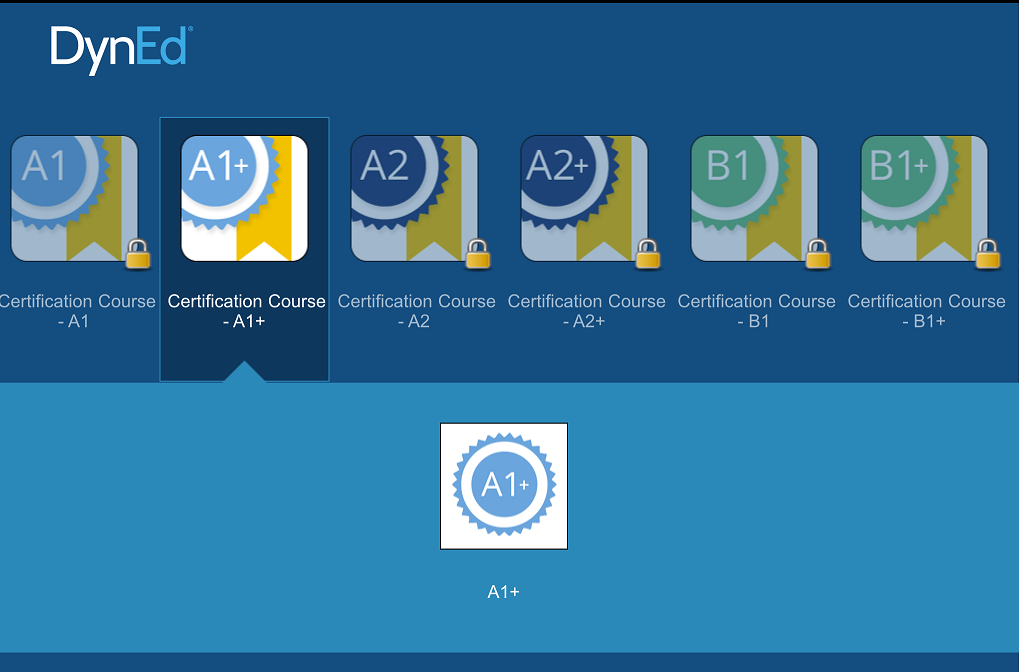 DynEd®
A1
A1+
A2
A2+
B1
B1+
Certification Course
- A1
Certification Course
- A1+
Certification Course
- A2
Certification Course
- A2+
Certification Course
- B1
Certification Course
- B1+
A1+
A1+